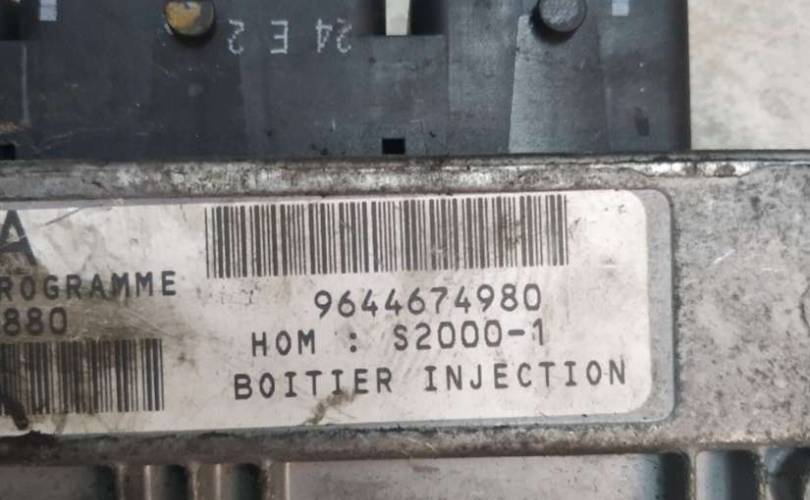 24 E 2
A
ROGRAMME
880
9644674980
HOM : S2000-1
BOITIER INJECTION